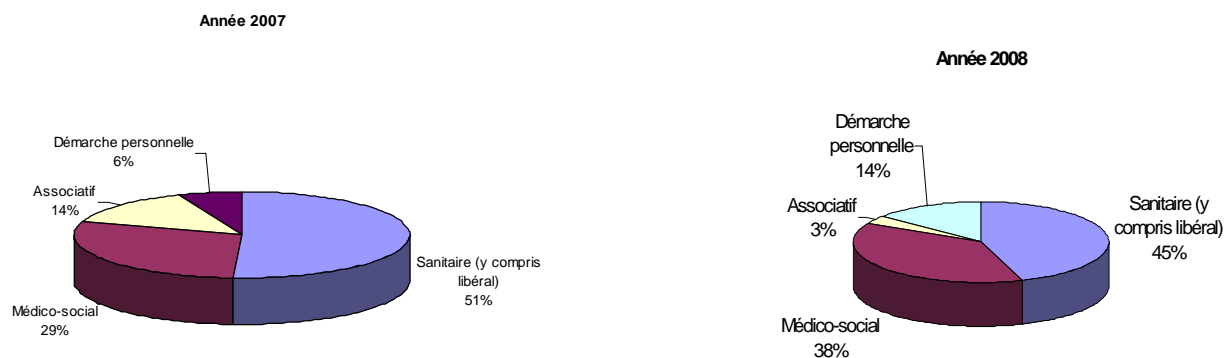 Année 2007
Démarche personnelle
6%
Associatif
14%
Sanitaire (y compris
libéral)
51%
Médico-social
29%
Année 2008
Démarche
personnelle
14%
Associatif
3%
Sanitaire (y
compris libéral)
45%
Médico-social
38%